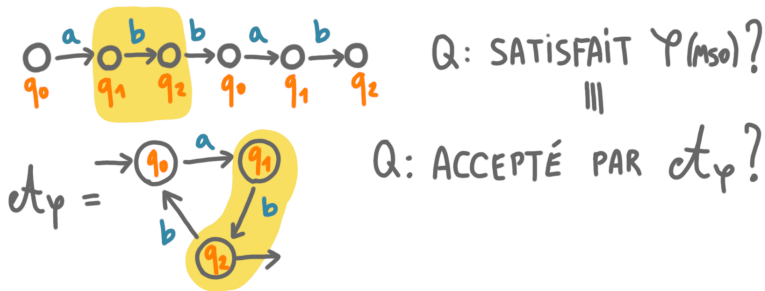 a b b a b
q0 q1 q2 q0 q1 q2
Q: SATISFAIT φ(MSO)?
≡
Q: ACCEPTÉ PAR 𝒜φ?
𝒜φ =
q0 a q1
b b
q2